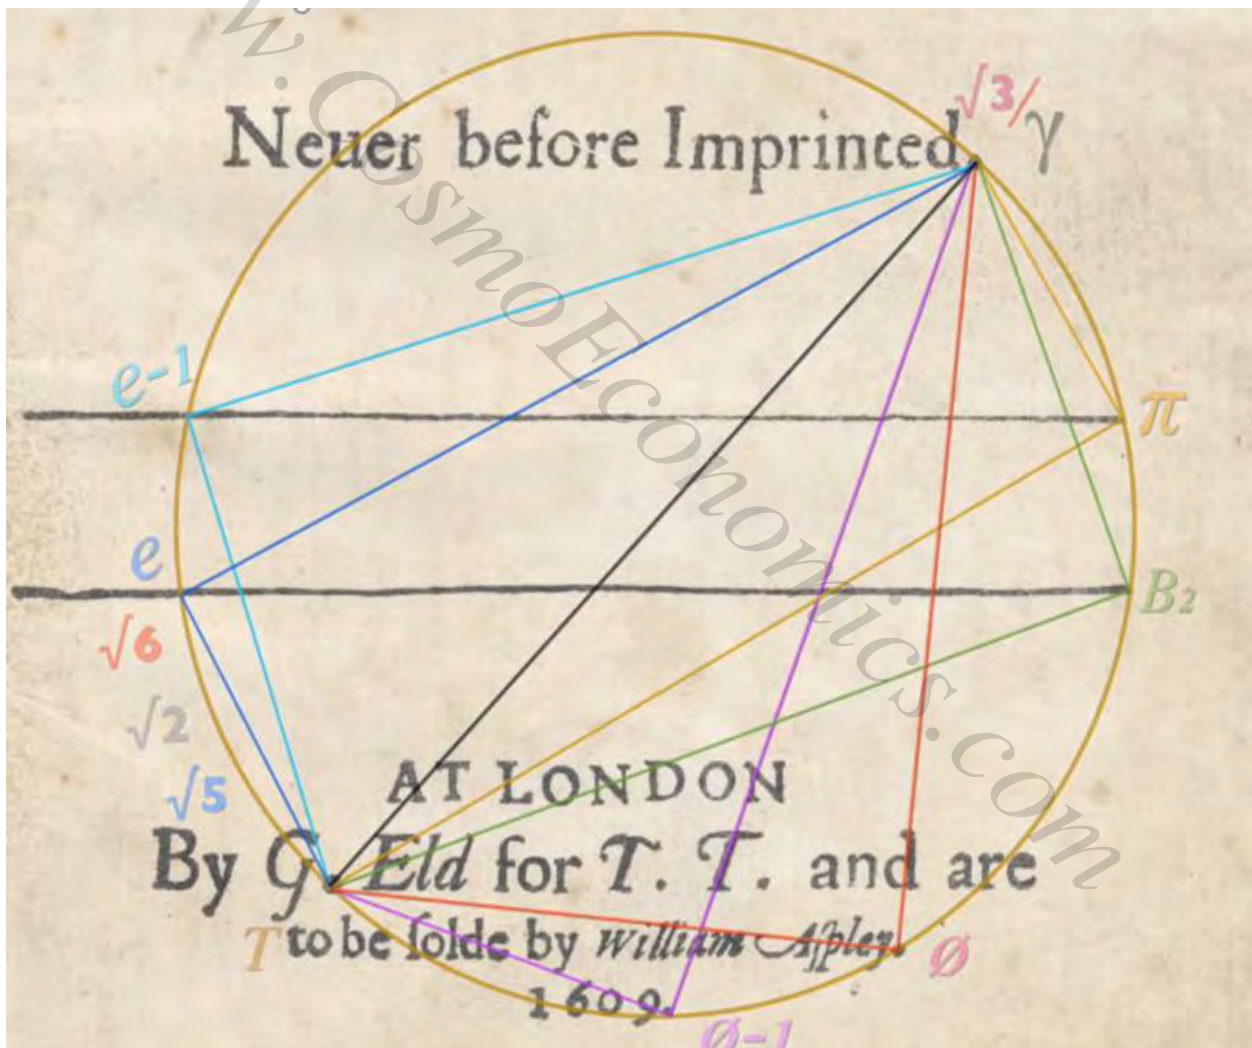 www.CosmoEconomics.com
√3/γ
Neuer before Imprinted.
e-1
π
e
B2
√6
√2
√5
AT LONDON
By G. Eld for T. T. and are
T
to be ſolde by William Aſpley.
Ø
1609.
Ø-1